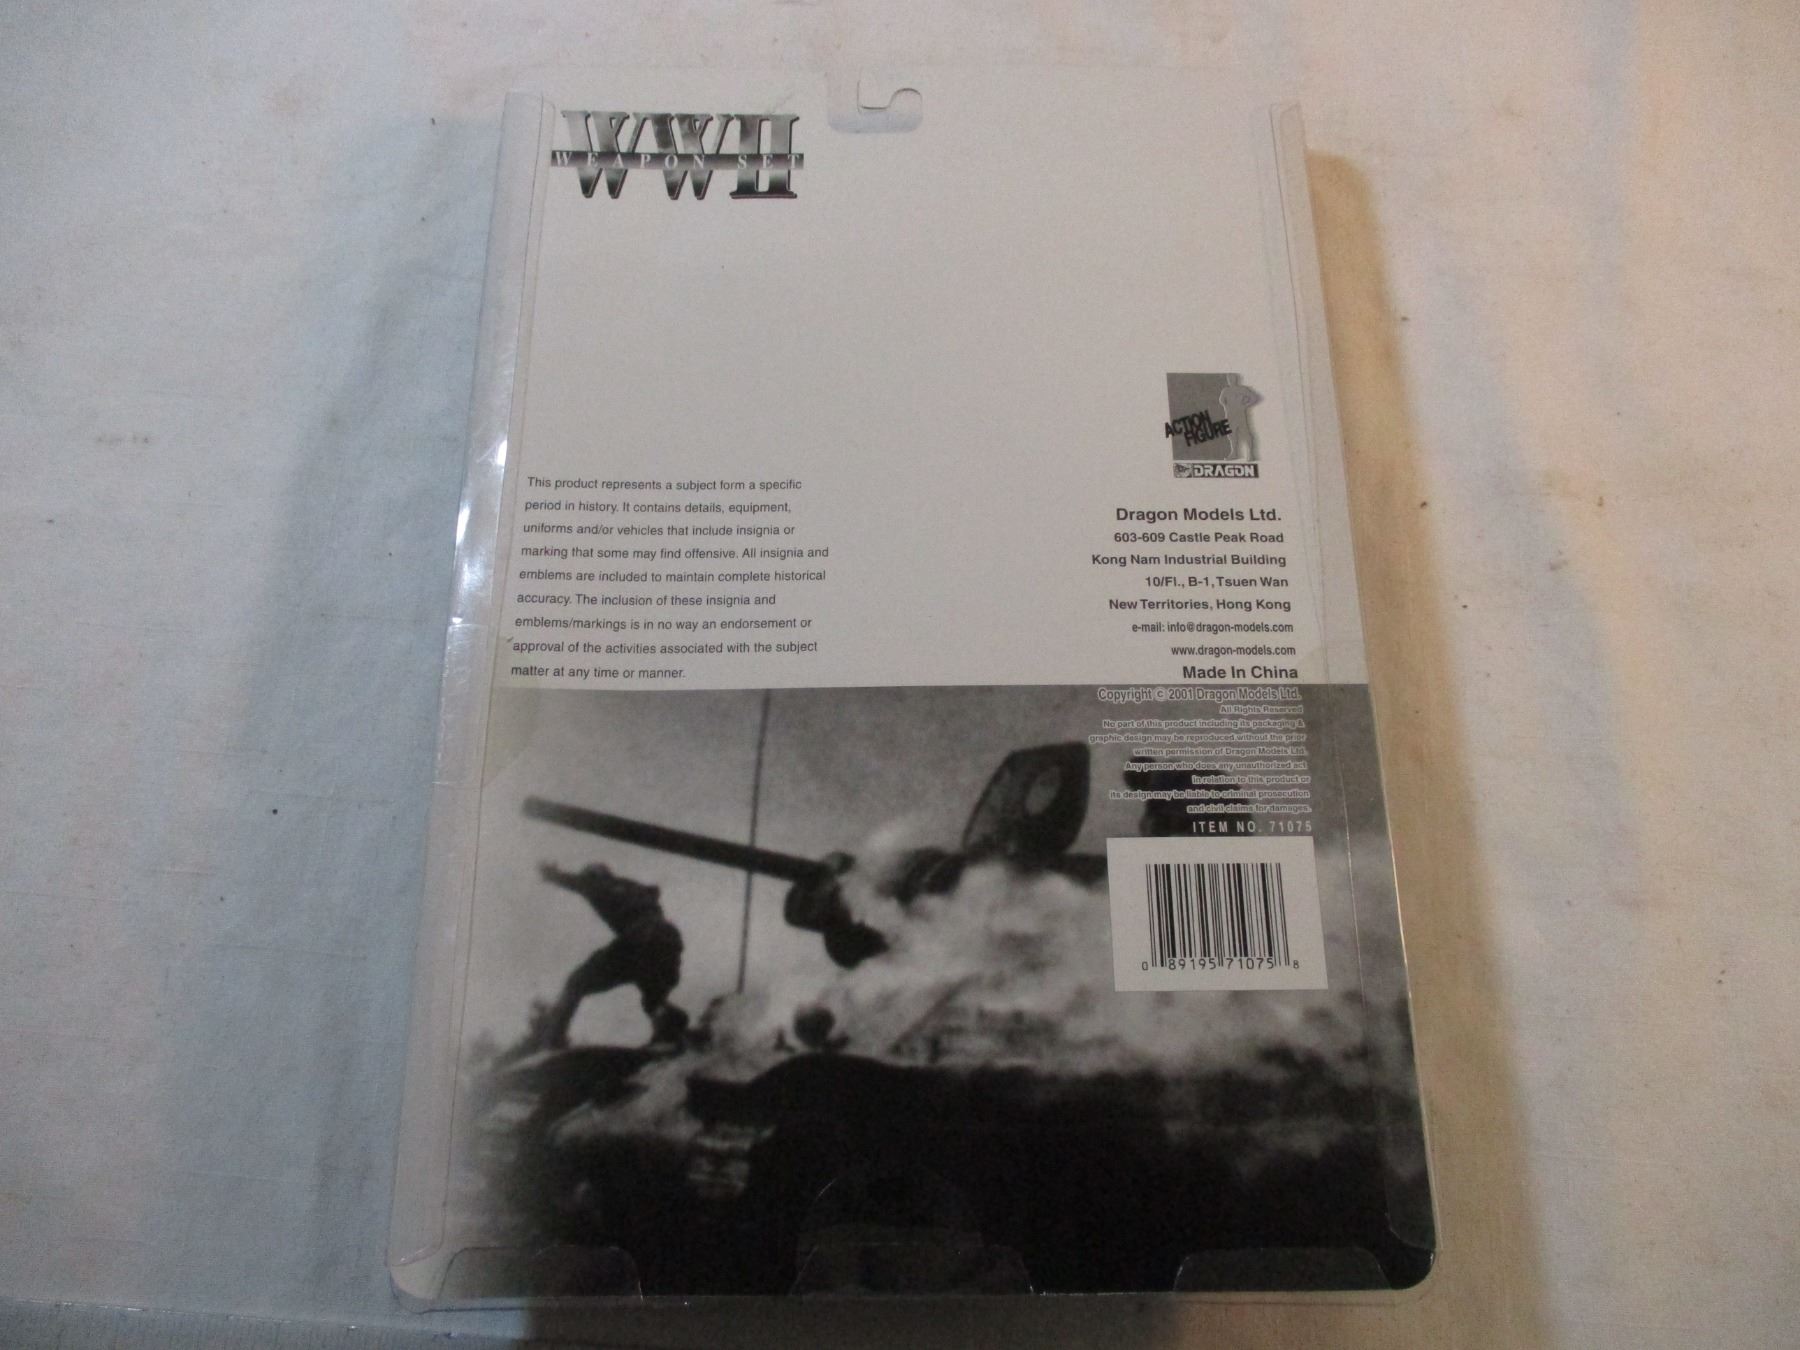 WWII
WEAPON SET
This product represents a subject form a specific
period in history. It contains details, equipment,
uniforms and/or vehicles that include insignia or
marking that some may find offensive. All insignia and
emblems are included to maintain complete historical
accuracy. The inclusion of these insignia and
emblems/markings is in no way an endorsement or
approval of the activities associated with the subject
matter at any time or manner.
ACTION
FIGURE
DRAGON
Dragon Models Ltd.
603-609 Castle Peak Road
Kong Nam Industrial Building
10/Fl., B-1, Tsuen Wan
New Territories, Hong Kong
e-mail: info@dragon-models.com
www.dragon-models.com
Made In China
Copyright © 2001 Dragon Models Ltd.
All Rights Reserved
No part of this product including its packaging &
graphic design may be reproduced without the prior
written permission of Dragon Models Ltd.
Any person who does any unauthorized act
in relation to this product or
its design may be liable to criminal prosecution
and civil claims for damages.
ITEM NO. 71075
0 89195 71075 8